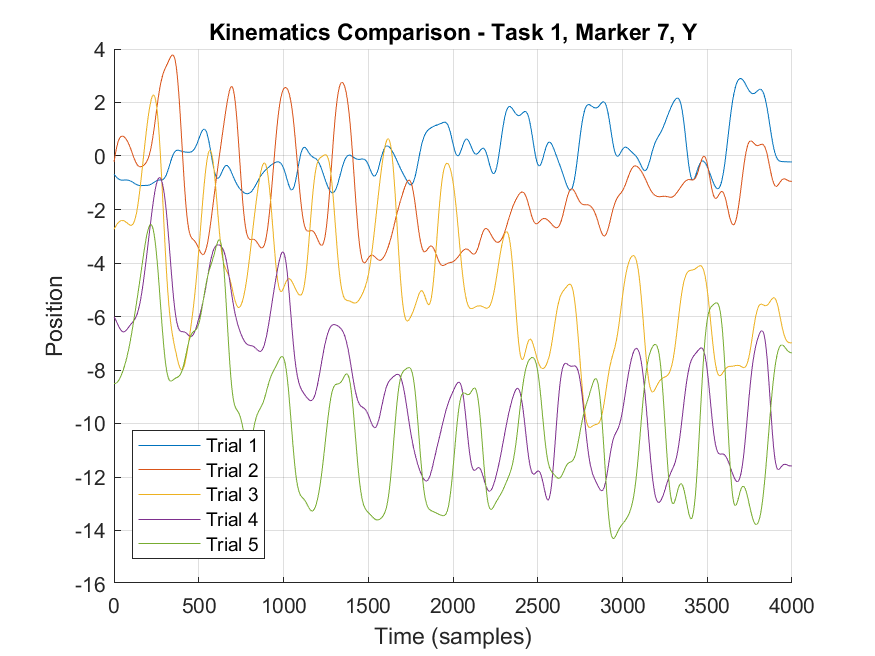 Kinematics Comparison - Task 1, Marker 7, Y
4
2
0
-2
-4
-6
-8
-10
-12
-14
-16
Position
Trial 1
Trial 2
Trial 3
Trial 4
Trial 5
0 500 1000 1500 2000 2500 3000 3500 4000
Time (samples)